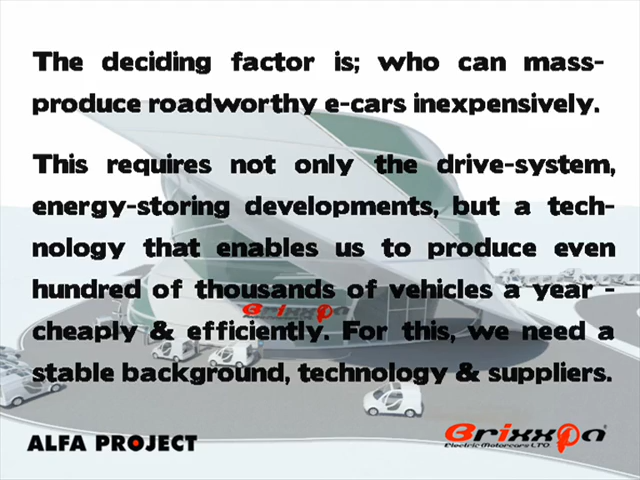 The deciding factor is; who can mass-
produce roadworthy e-cars inexpensively.
This requires not only the drive-system,
energy-storing developments, but a tech-
nology that enables us to produce even
hundred of thousands of vehicles a year -
Brixxon
cheaply & efficiently. For this, we need a
stable background, technology & suppliers.
ALFA PROJECT
Brixxon
Electric Motorcars LTD.